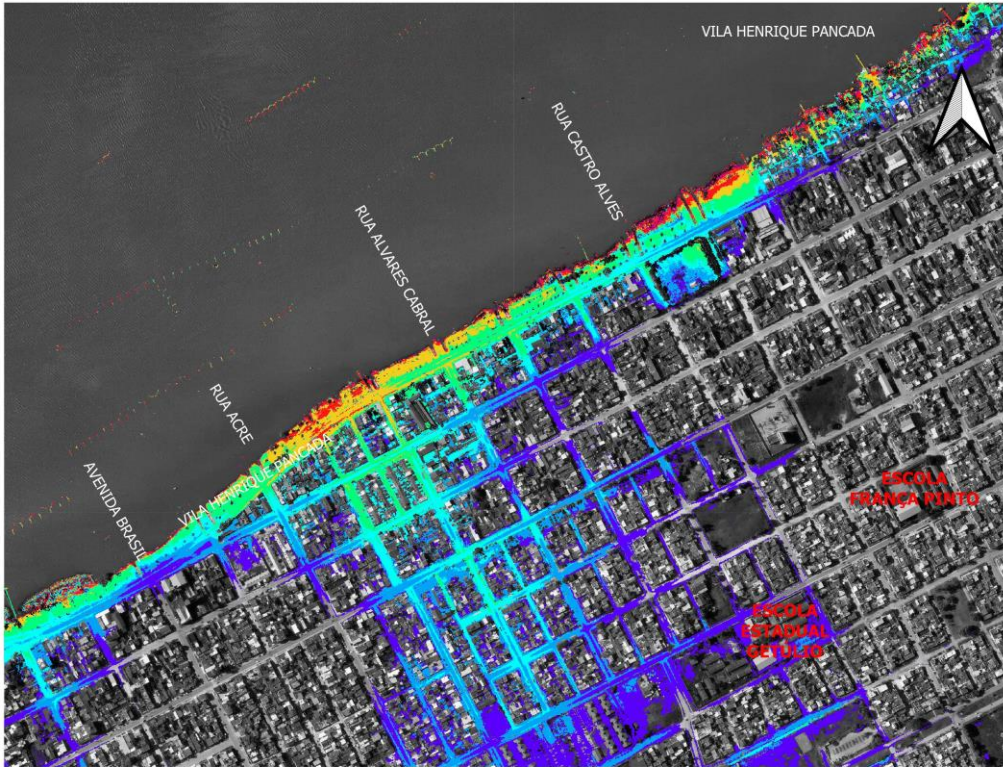 VILA HENRIQUE PANCADA
RUA CASTRO ALVES
RUA ALVARES CABRAL
RUA ACRE
VILA HENRIQUE PANCADA
AVENIDA BRASIL
ESCOLA
FRANÇA PINTO
ESCOLA
ESTADUAL
GETÚLIO